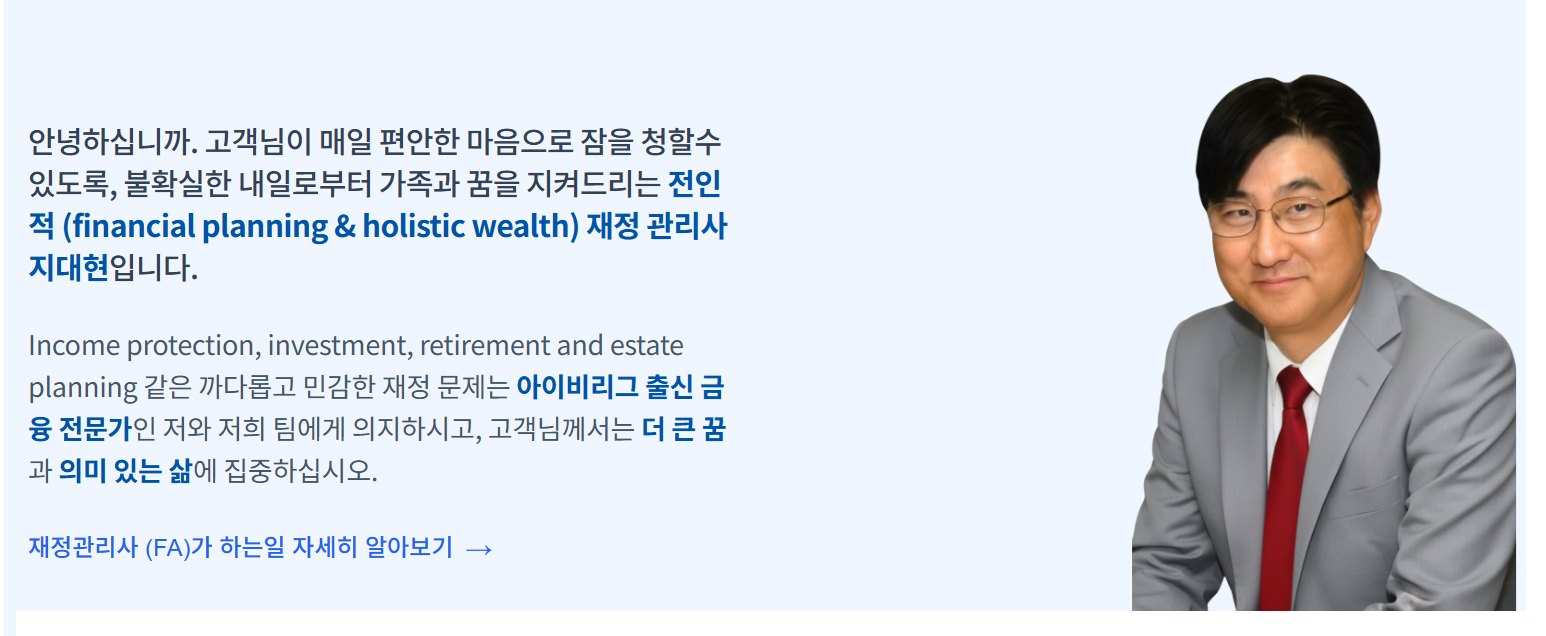 안녕하십니까. 고객님이 매일 편안한 마음으로 잠을 청할수
있도록, 불확실한 내일로부터 가족과 꿈을 지켜드리는 전인
적 (financial planning & holistic wealth) 재정 관리사
지대현입니다.
Income protection, investment, retirement and estate
planning 같은 까다롭고 민감한 재정 문제는 아이비리그 출신 금
융 전문가인 저와 저희 팀에게 의지하시고, 고객님께서는 더 큰 꿈
과 의미 있는 삶에 집중하십시오.
재정관리사 (FA)가 하는일 자세히 알아보기 →